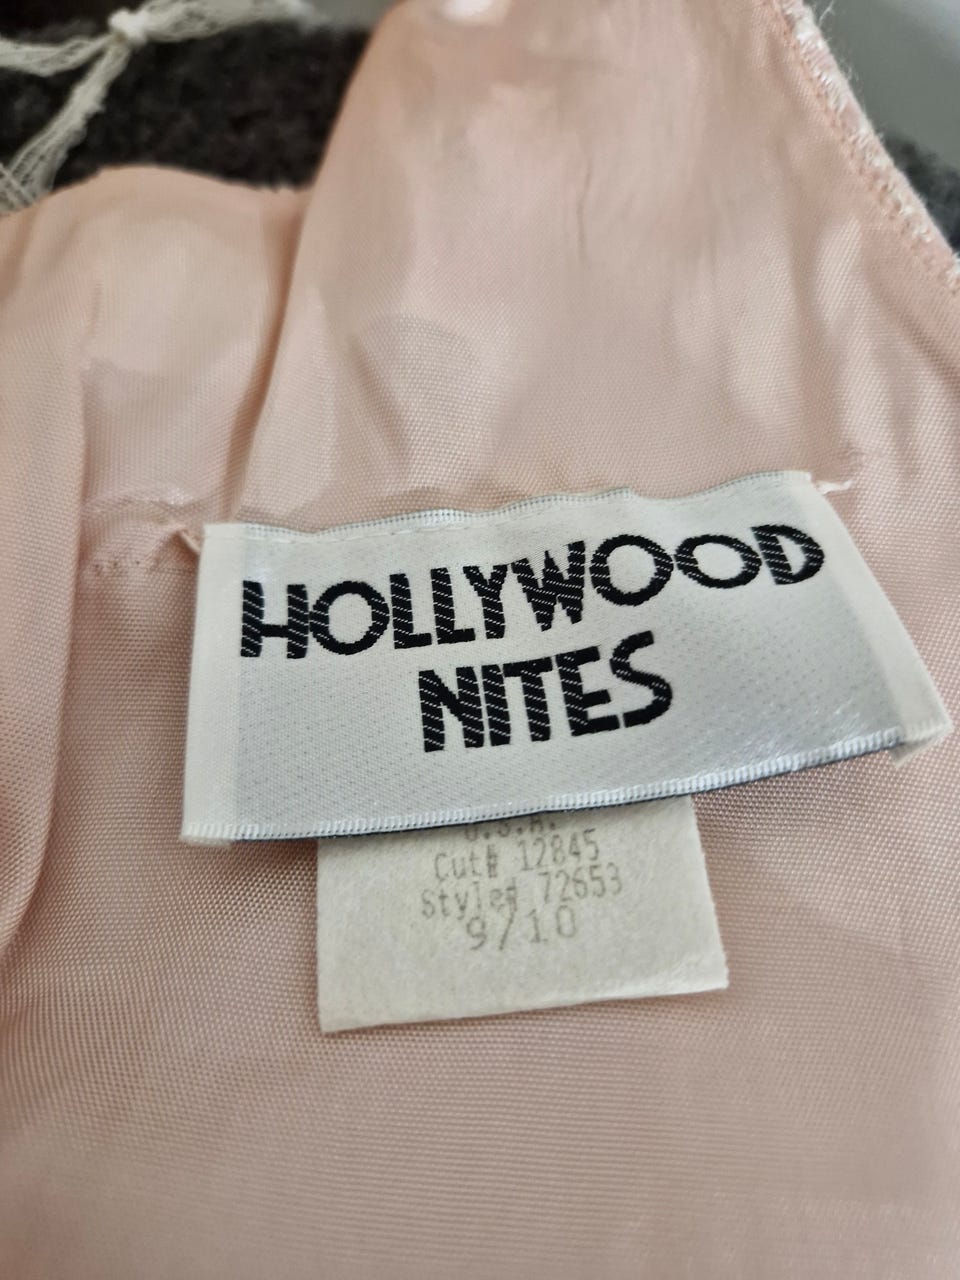 HOLLYWOOD
NITES
U.S.A.
Cut# 12845
Style# 72653
9/10